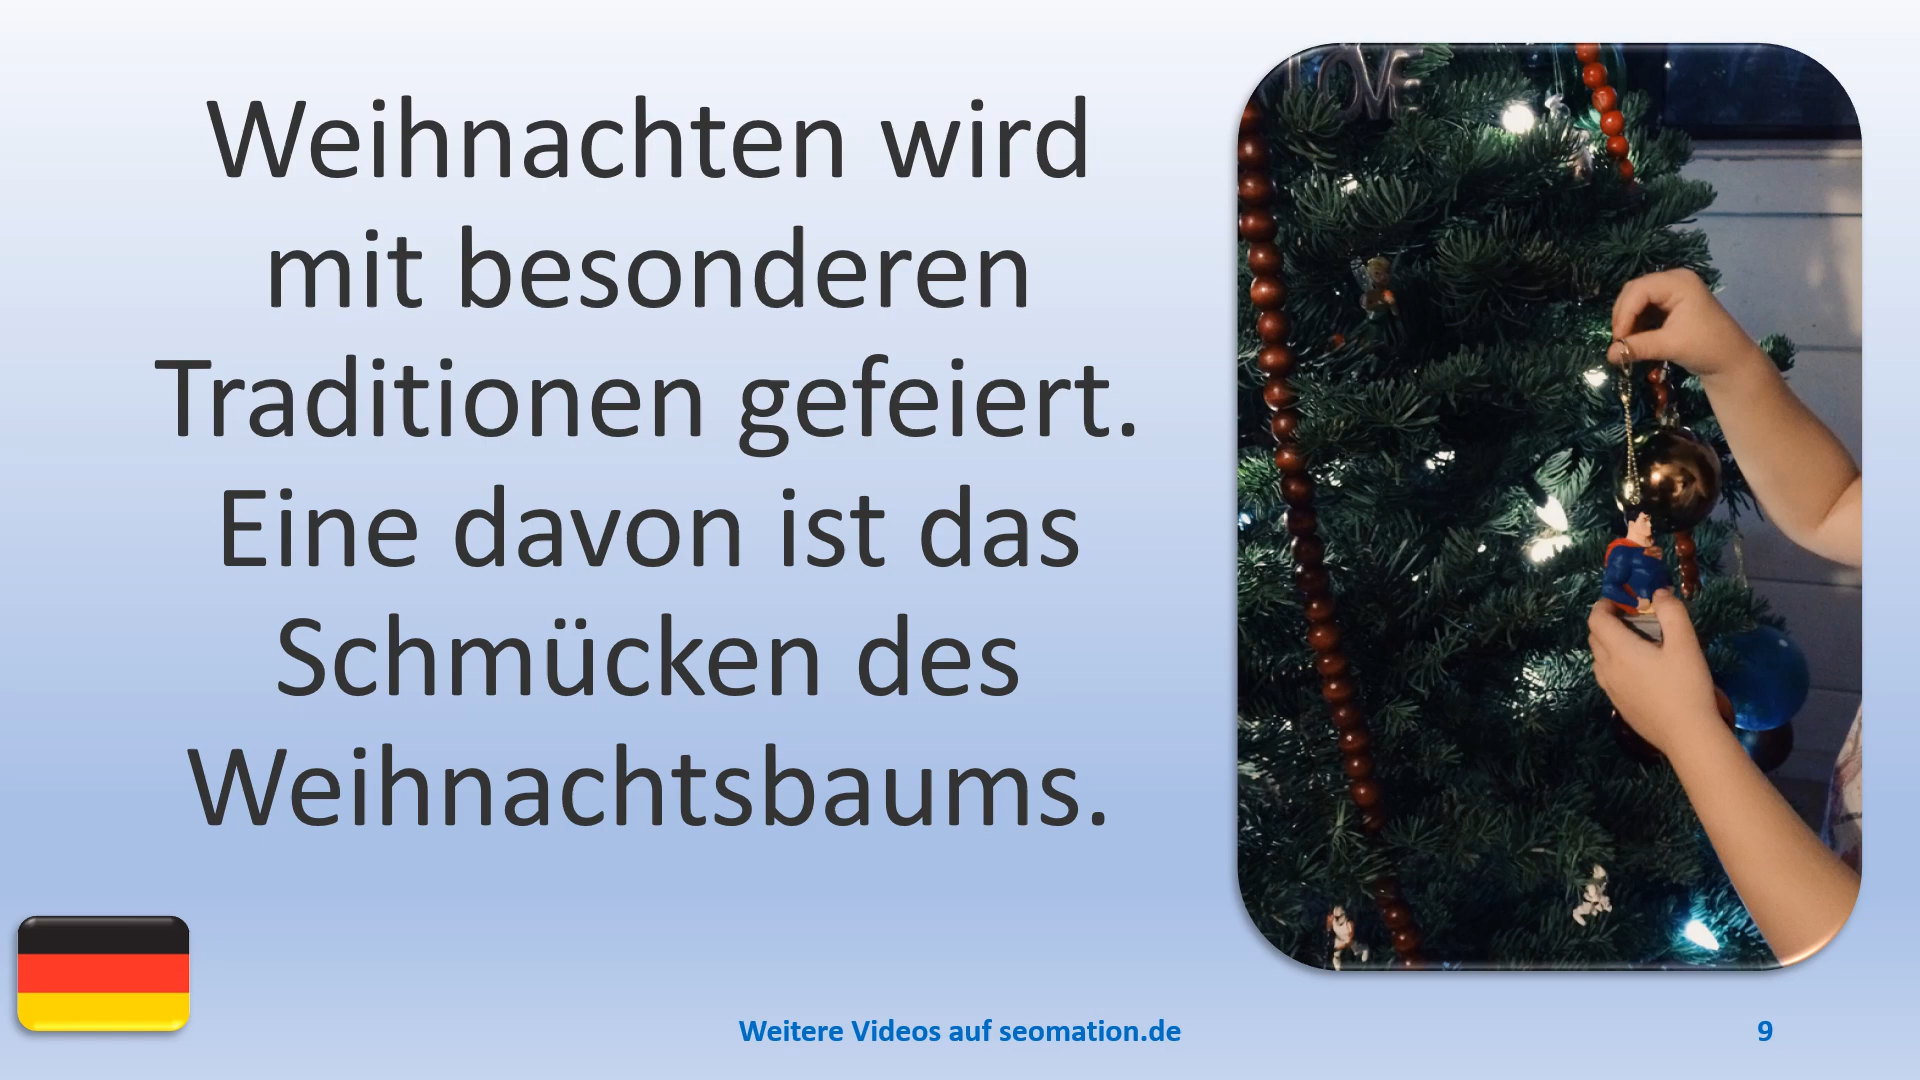 Weihnachten wird
mit besonderen
Traditionen gefeiert.
Eine davon ist das
Schmücken des
Weihnachtsbaums.
LOVE
Weitere Videos auf seomation.de
9